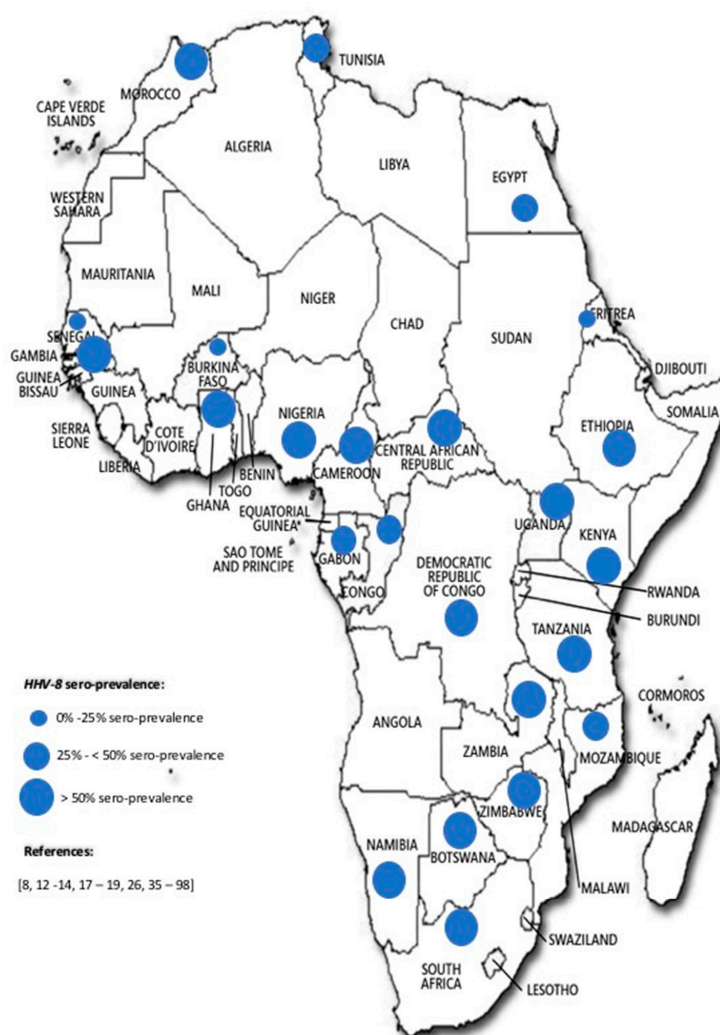 TUNISIA
MOROCCO
CAPE VERDE
ISLANDS
ALGERIA
LIBYA
EGYPT
WESTERN
SAHARA
MAURITANIA
MALI
NIGER
CHAD
SUDAN
ERITREA
SENEGAL
GAMBIA
GUINEA
BISSAU
BURKINA
FASO
DJIBOUTI
GUINEA
NIGERIA
ETHIOPIA
SOMALIA
SIERRA
LEONE
COTE
D'IVOIRE
LIBERIA
CENTRAL AFRICAN
REPUBLIC
CAMEROON
BENIN
TOGO
GHANA
EQUATORIAL
GUINEA
UGANDA
KENYA
SAO TOME
AND PRINCIPE
GABON
CONGO
DEMOCRATIC
REPUBLIC
OF CONGO
RWANDA
BURUNDI
TANZANIA
HHV-8 sero-prevalence:
0% -25% sero-prevalence
25% - < 50% sero-prevalence
> 50% sero-prevalence
References:
[8, 12 -14, 17 – 19, 26, 35 – 98]
CORMOROS
ANGOLA
ZAMBIA
MOZAMBIQUE
ZIMBABWE
MADAGASCAR
NAMIBIA
BOTSWANA
MALAWI
SWAZILAND
SOUTH
AFRICA
LESOTHO